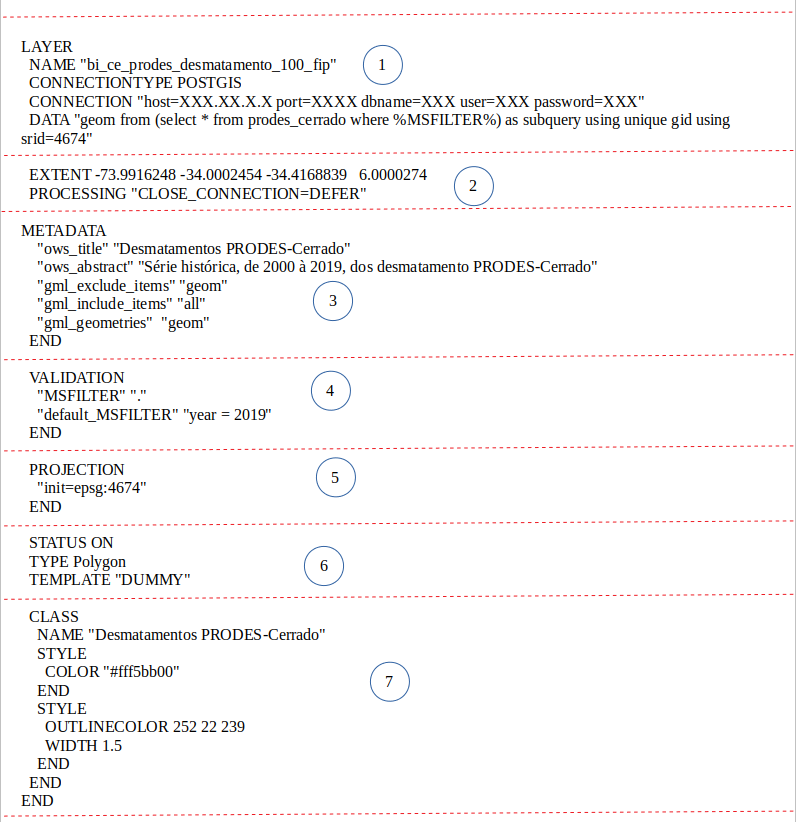 LAYER
NAME "bi_ce_prodes_desmatamento_100_fip"
1
CONNECTIONTYPE POSTGIS
CONNECTION "host=XXX.XX.X.X port=XXXX dbname=XXX user=XXX password=XXX"
DATA "geom from (select * from prodes_cerrado where %MSFILTER%) as subquery using unique gid using
srid=4674"
EXTENT -73.9916248 -34.0002454 -34.4168839 6.0000274
2
PROCESSING "CLOSE_CONNECTION=DEFER"
METADATA
"ows_title" "Desmatamentos PRODES-Cerrado"
"ows_abstract" "Série histórica, de 2000 à 2019, dos desmatamento PRODES-Cerrado"
"gml_exclude_items" "geom"
"gml_include_items" "all"
3
"gml_geometries" "geom"
END
VALIDATION
"MSFILTER" "."
4
"default_MSFILTER" "year = 2019"
END
PROJECTION
5
"init=epsg:4674"
END
STATUS ON
TYPE Polygon
6
TEMPLATE "DUMMY"
CLASS
NAME "Desmatamentos PRODES-Cerrado"
STYLE
COLOR "#fff5bb00"
7
END
STYLE
OUTLINECOLOR 252 22 239
WIDTH 1.5
END
END
END